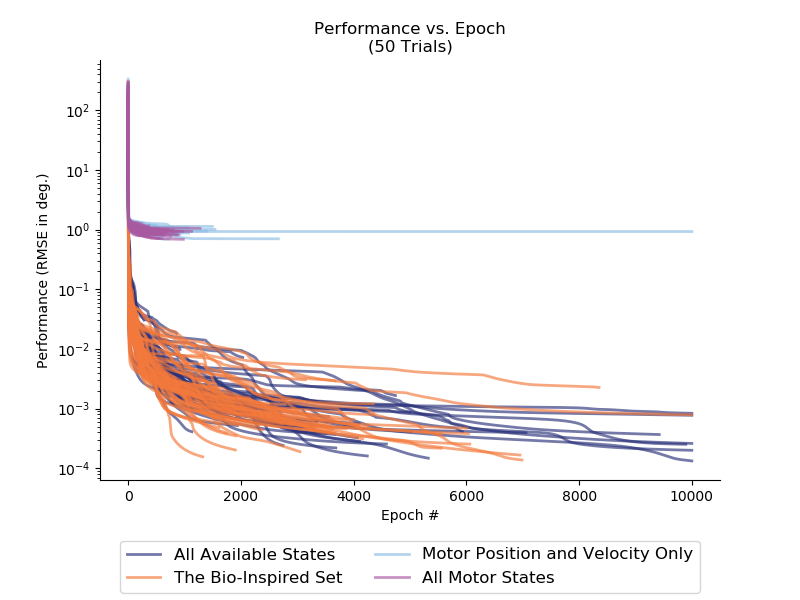 Performance vs. Epoch
(50 Trials)
Performance (RMSE in deg.)
10²
10¹
10⁰
10⁻¹
10⁻²
10⁻³
10⁻⁴
0 2000 4000 6000 8000 10000
Epoch #
All Available States Motor Position and Velocity Only
The Bio-Inspired Set All Motor States